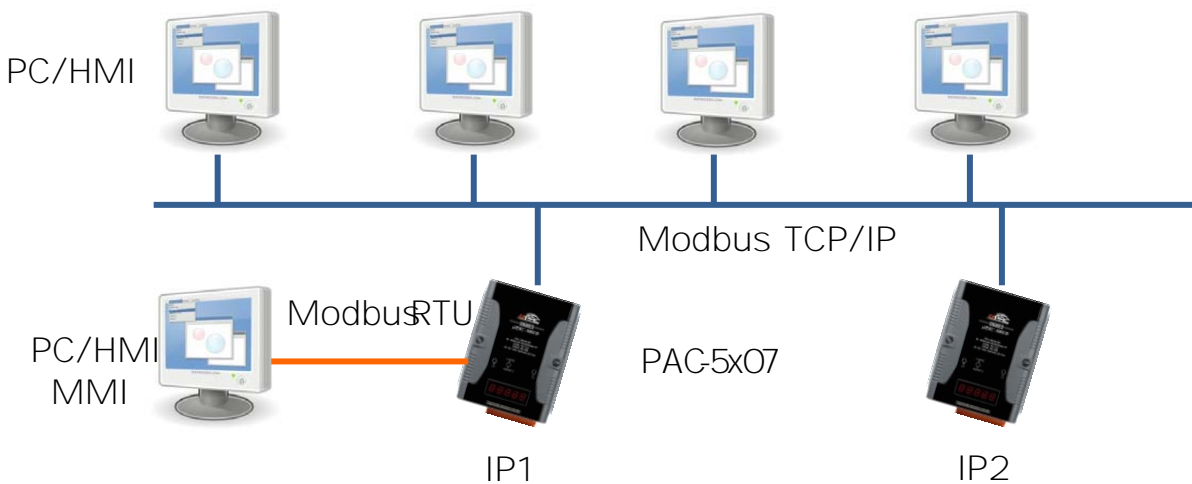 PC/HMI
Modbus TCP/IP
ModbusRTU
PC/HMI
MMI
PAC-5x07
IP1
IP2